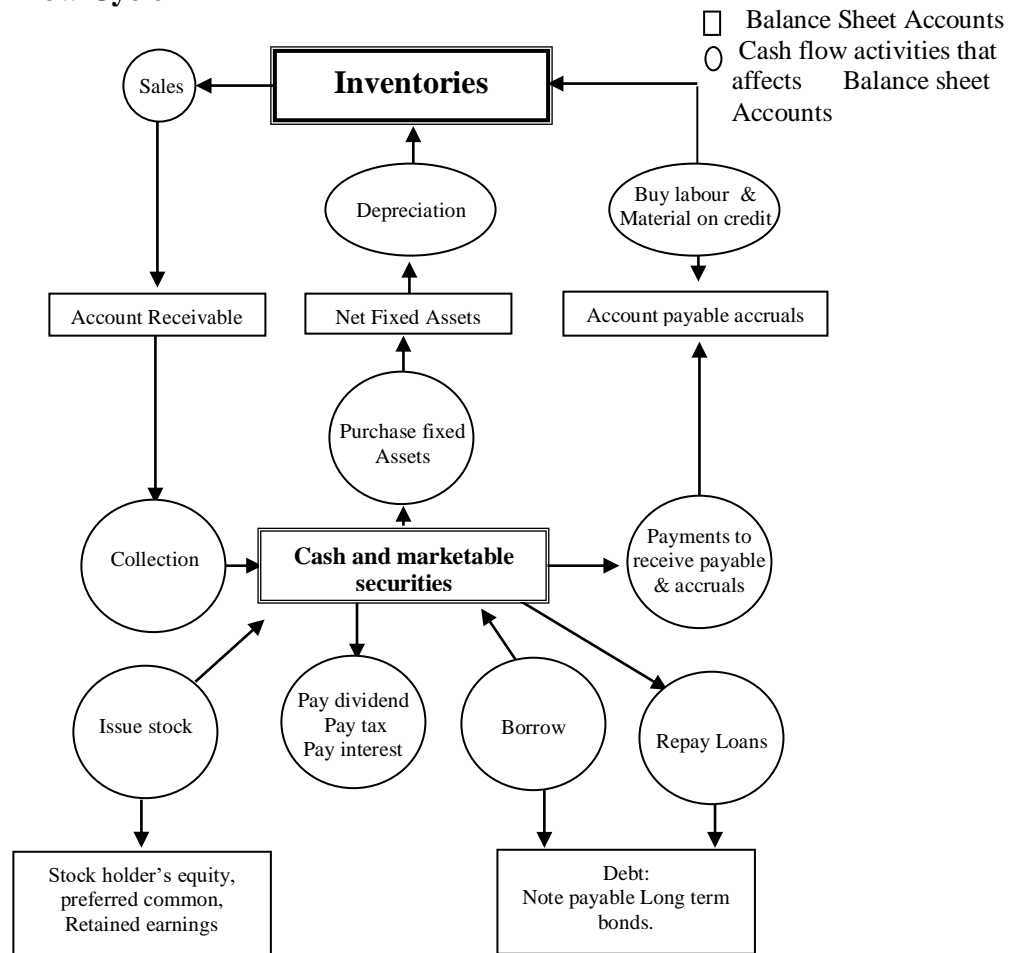 Balance Sheet Accounts
Cash flow activities that
affects Balance sheet
Accounts
Sales
Inventories
Depreciation
Buy labour &
Material on credit
Account Receivable
Net Fixed Assets
Account payable accruals
Purchase fixed
Assets
Collection
Cash and marketable
securities
Payments to
receive payable
& accruals
Issue stock
Pay dividend
Pay tax
Pay interest
Borrow
Repay Loans
Stock holder's equity,
preferred common,
Retained earnings
Debt:
Note payable Long term
bonds.